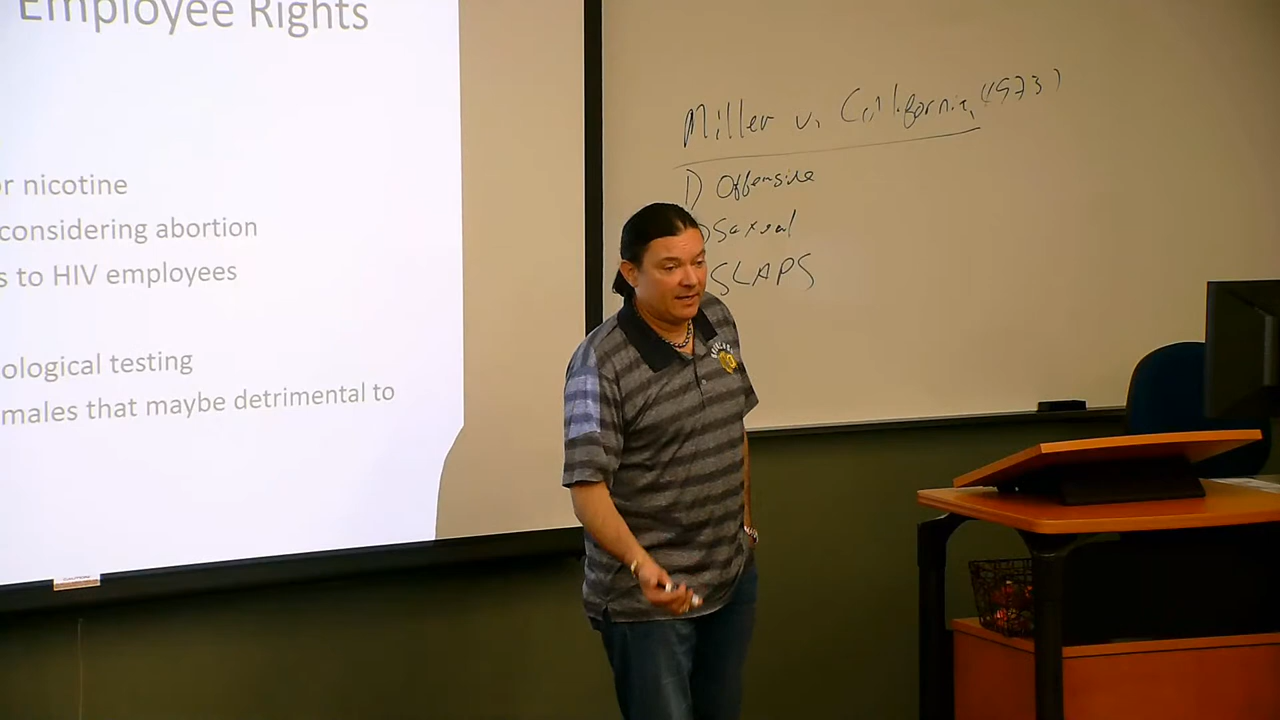 Employee Rights
or nicotine
considering abortion
s to HIV employees
ological testing
males that maybe detrimental to
Miller v. California, (1973)
1) Offensive
) Sexual
SLAPS